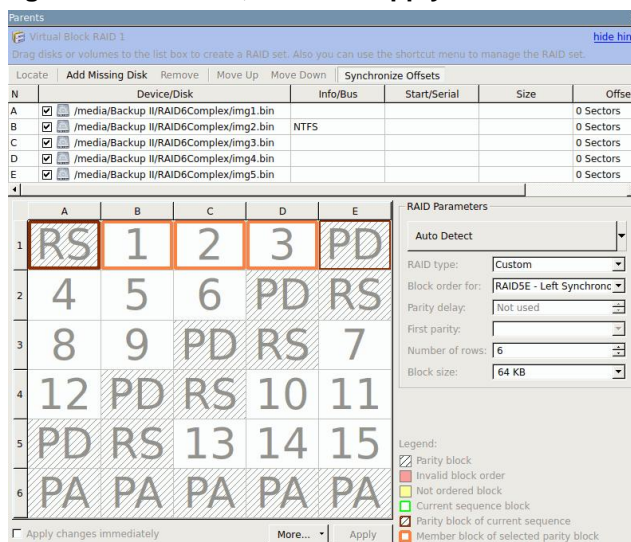 Parents
Virtual Block RAID 1 hide hin
Drag disks or volumes to the list box to create a RAID set. Also you can use the shortcut menu to manage the RAID set.
Locate Add Missing Disk Remove Move Up Move Down Synchronize Offsets
N Device/Disk Info/Bus Start/Serial Size Offse
A /media/Backup II/RAID6Complex/img1.bin 0 Sectors
B /media/Backup II/RAID6Complex/img2.bin NTFS 0 Sectors
C /media/Backup II/RAID6Complex/img3.bin 0 Sectors
D /media/Backup II/RAID6Complex/img4.bin 0 Sectors
E /media/Backup II/RAID6Complex/img5.bin 0 Sectors
A B C D E
1 RS 1 2 3 PD
2 4 5 6 PD RS
3 8 9 PD RS 7
4 12 PD RS 10 11
5 PD RS 13 14 15
6 PA PA PA PA PA
Apply changes immediately More... Apply
RAID Parameters
Auto Detect
RAID type: Custom
Block order for: RAID5E - Left Synchronc
Parity delay: Not used
First parity:
Number of rows: 6
Block size: 64 KB
Legend:
Parity block
Invalid block order
Not ordered block
Current sequence block
Parity block of current sequence
Member block of selected parity block